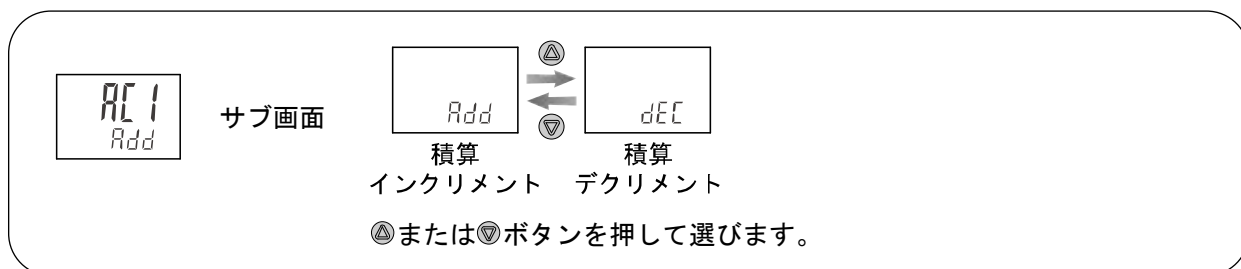 AC1
Add
サブ画面
Add
dEC
積算
インクリメント
積算
デクリメント
△または▽ボタンを押して選びます。